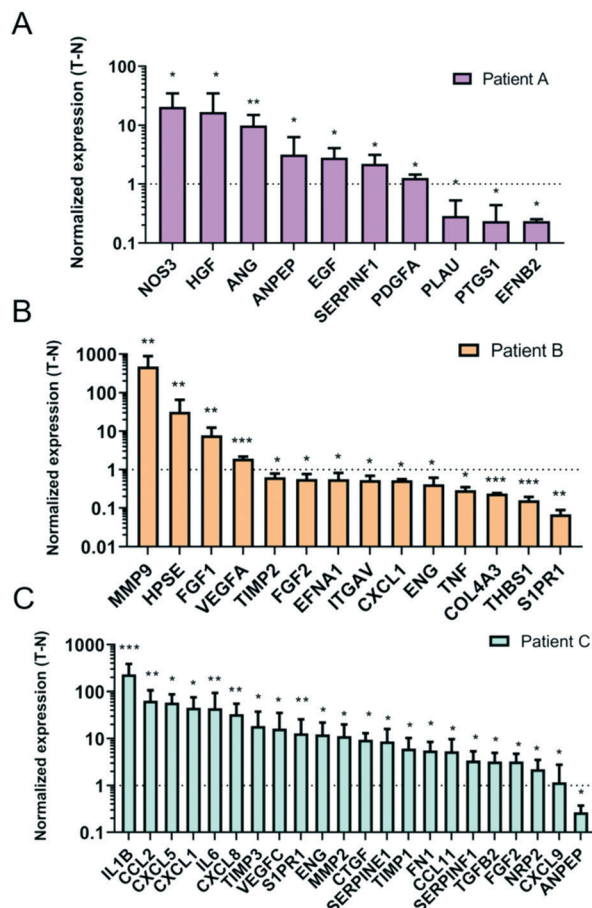 A
Normalized expression (T-N)
100
10
1
0.1
Patient A
* * ** * * * * * * *
NOS3 HGF ANG ANPEP EGF SERPINF1 PDGFA PLAU PTGS1 EFNB2
B
Normalized expression (T-N)
1000
100
10
1
0.1
0.01
Patient B
** ** ** *** * * * * * * * *** *** **
MMP9 HPSE FGF1 VEGFA TIMP2 FGF2 EFNA1 ITGAV CXCL1 ENG TNF COL4A3 THBS1 S1PR1
C
Normalized expression (T-N)
1000
100
10
1
0.1
Patient C
*** ** * * ** ** * * ** * * * * * * * * * * * * *
IL1B CCL2 CXCL5 CXCL1 IL6 CXCL8 TIMP3 VEGFC S1PR1 ENG MMP2 CTGF SERPINE1 TIMP1 FN1 CCL11 SERPINF1 TGFB2 FGF2 NRP2 CXCL9 ANPEP